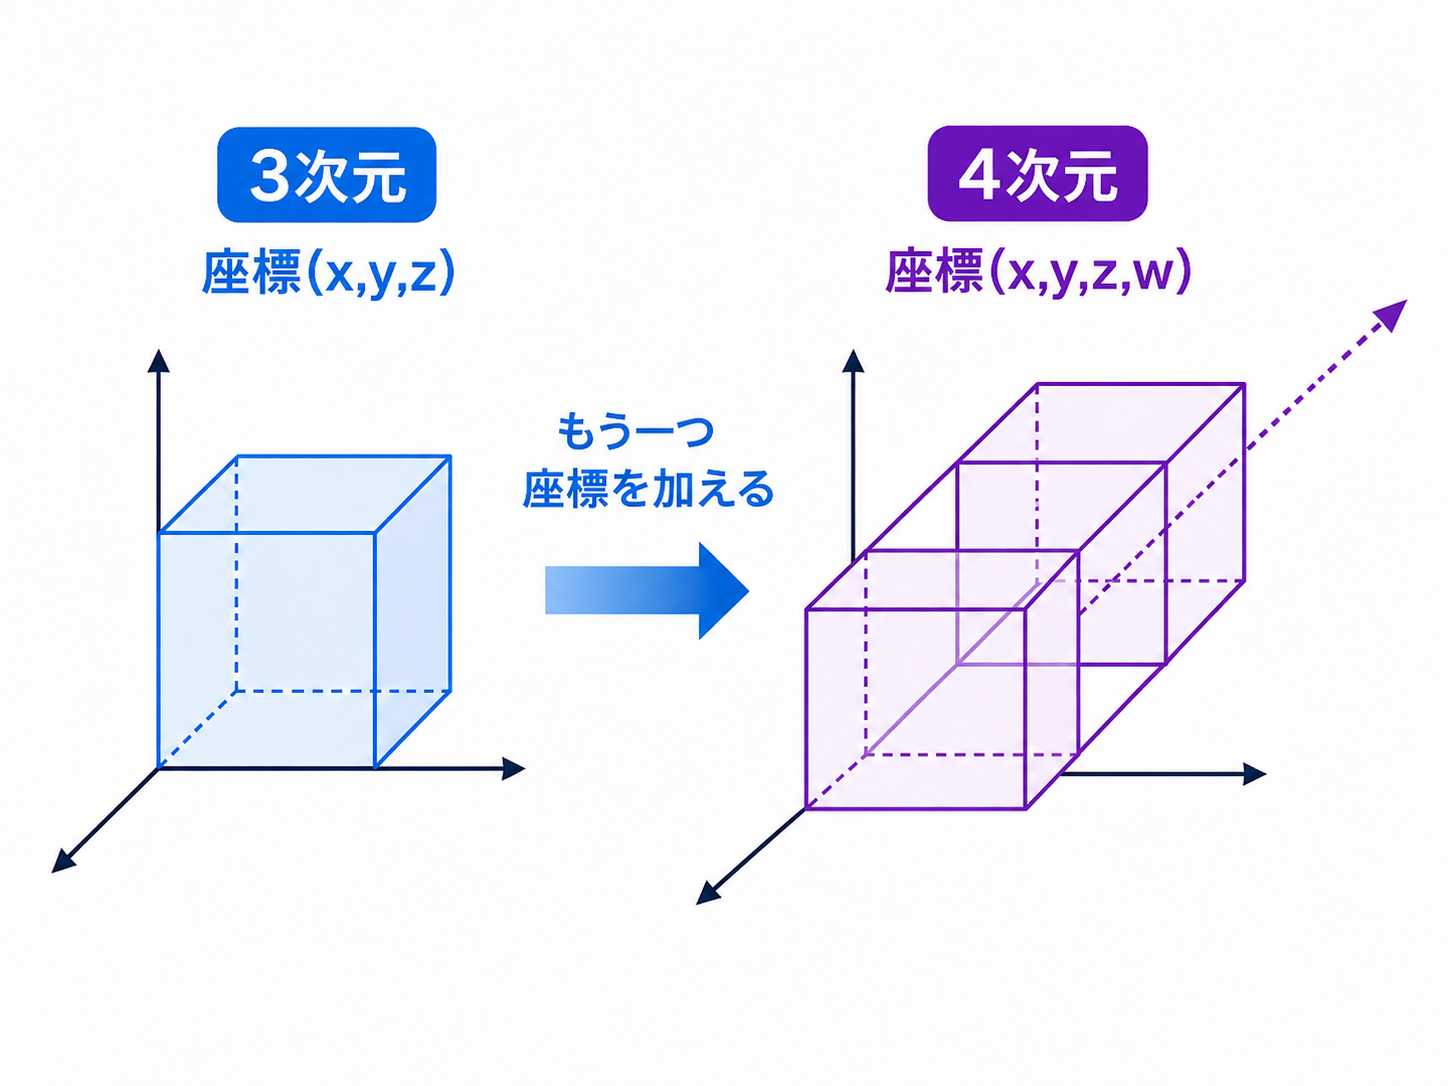 3次元
座標(x,y,z)
もう一つ
座標を加える
4次元
座標(x,y,z,w)